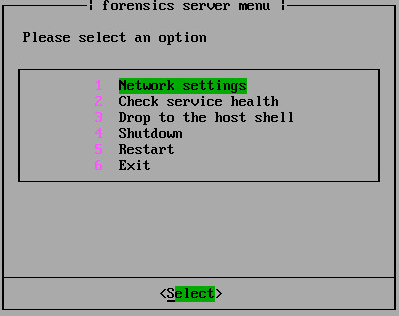 forensics server menu
Please select an option
1 Network settings
2 Check service health
3 Drop to the host shell
4 Shutdown
5 Restart
6 Exit
<Select>